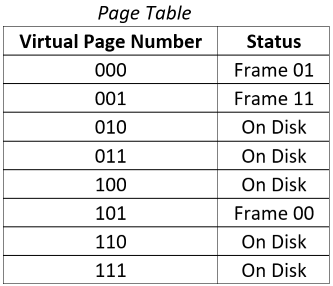 Page Table
Virtual Page Number Status
000 Frame 01
001 Frame 11
010 On Disk
011 On Disk
100 On Disk
101 Frame 00
110 On Disk
111 On Disk